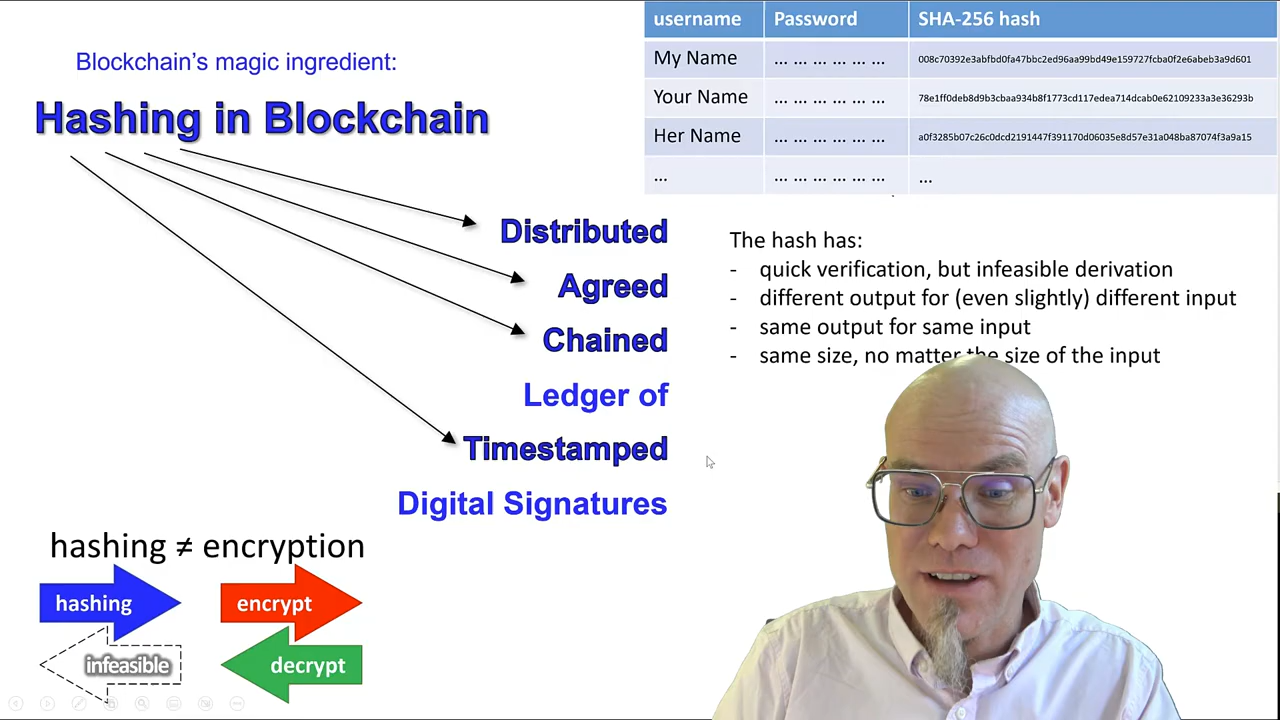 Blockchain's magic ingredient:
Hashing in Blockchain
Distributed
Agreed
Chained
Ledger of
Timestamped
Digital Signatures
hashing ≠ encryption
hashing encrypt
infeasible decrypt
username Password SHA-256 hash
My Name ... ... ... ... ... ... 008c70392e3abfbd0fa47bbc2ed96aa99bd49e159727fcba0f2e6abeb3a9d601
Your Name ... ... ... ... ... ... 78e1ff0deb8d9b3cbaa934b8f1773cd117edea714dcab0e62109233a3e36293b
Her Name ... ... ... ... ... ... a0f3285b07c26c0dcd2191447f391170d06035e8d57e31a048ba87074f3a9a15
... ... ... ... ... ... ... ...
The hash has:
- quick verification, but infeasible derivation
- different output for (even slightly) different input
- same output for same input
- same size, no matter the size of the input